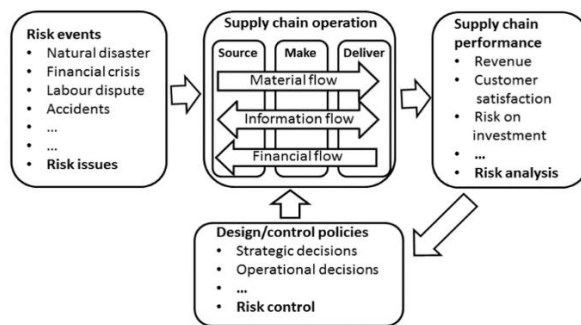 Risk events
• Natural disaster
• Financial crisis
• Labour dispute
• Accidents
• ...
• ...
• Risk issues
Supply chain operation
Source Make Deliver
Material flow
Information flow
Financial flow
Supply chain
performance
• Revenue
• Customer
satisfaction
• Risk on
investment
• ...
• Risk analysis
Design/control policies
• Strategic decisions
• Operational decisions
• ...
• Risk control